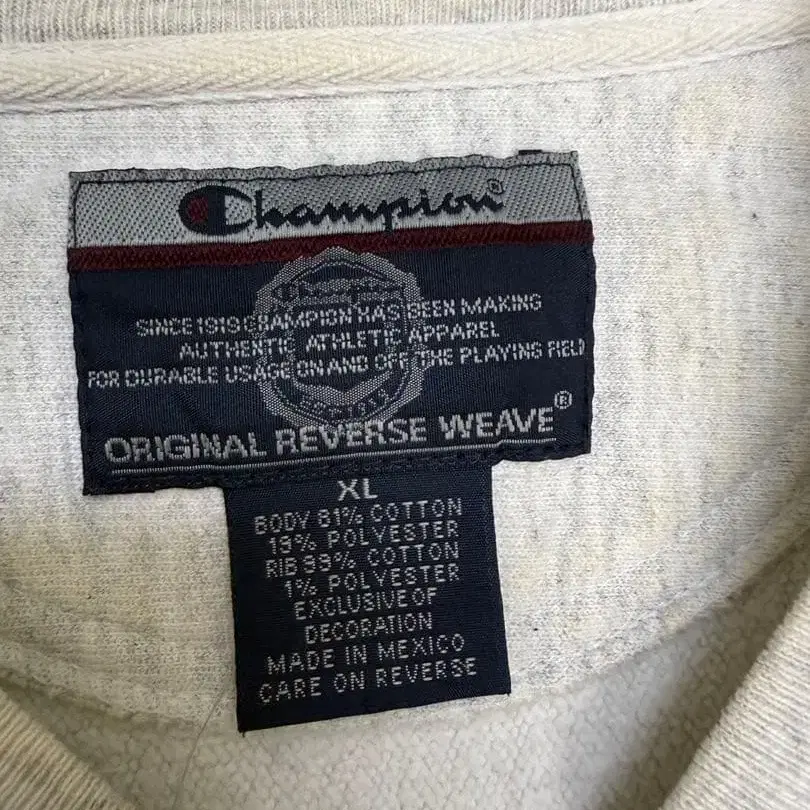 Champion®
Champion
SINCE 1919 CHAMPION HAS BEEN MAKING
AUTHENTIC ATHLETIC APPAREL
FOR DURABLE USAGE ON AND OFF THE PLAYING FIELD
ORIGINAL REVERSE WEAVE®
XL
BODY 81% COTTON
19% POLYESTER
RIB 99% COTTON
1% POLYESTER
EXCLUSIVE OF
DECORATION
MADE IN MEXICO
CARE ON REVERSE